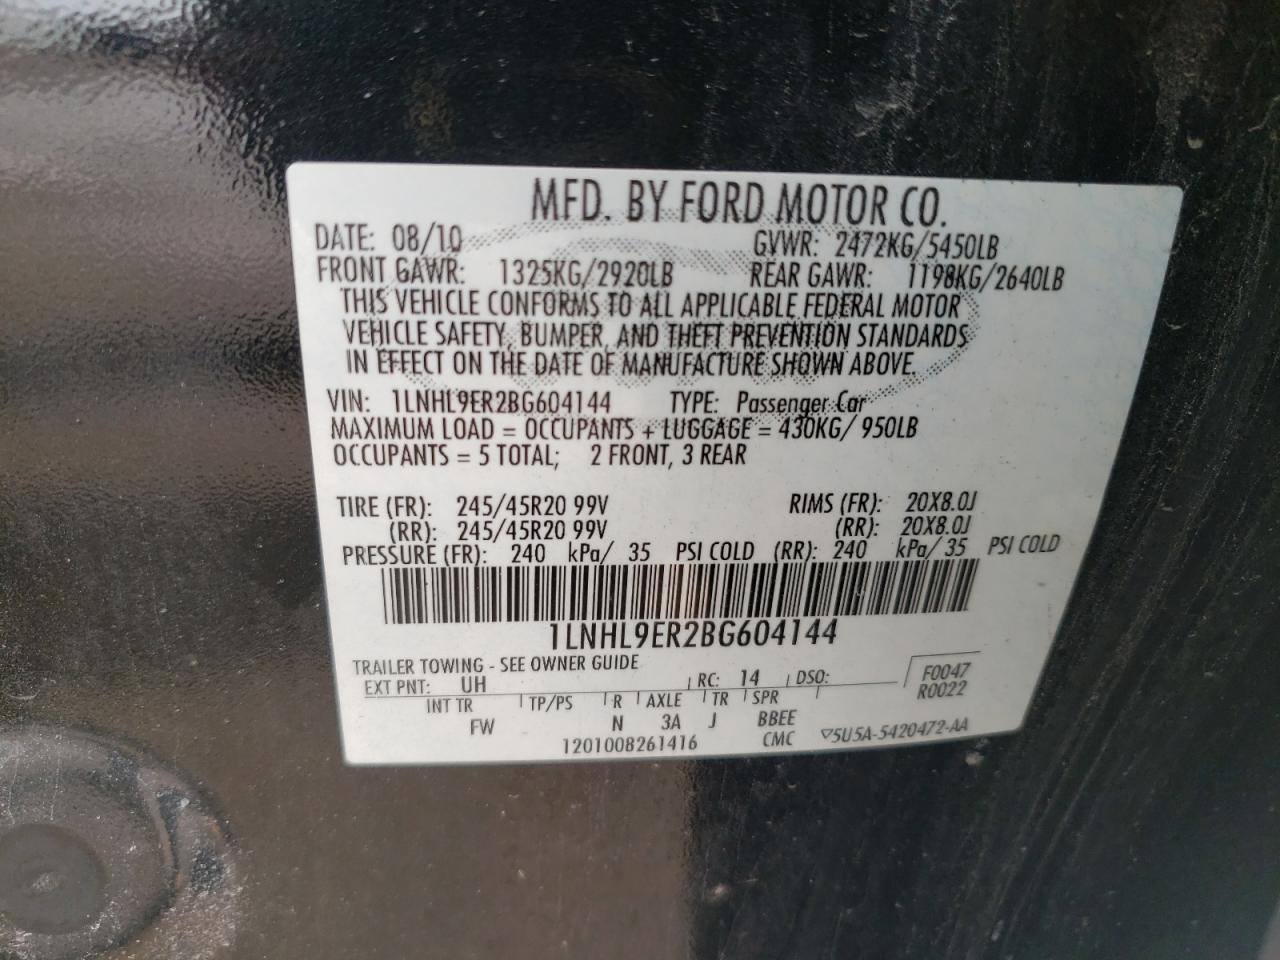 MFD. BY FORD MOTOR CO.
DATE: 08/10 GVWR: 2472KG/5450LB
FRONT GAWR: 1325KG/2920LB REAR GAWR: 1198KG/2640LB
THIS VEHICLE CONFORMS TO ALL APPLICABLE FEDERAL MOTOR
VEHICLE SAFETY, BUMPER, AND THEFT PREVENTION STANDARDS
IN EFFECT ON THE DATE OF MANUFACTURE SHOWN ABOVE.
VIN: 1LNHL9ER2BG604144 TYPE: Passenger Car
MAXIMUM LOAD = OCCUPANTS + LUGGAGE = 430KG/ 950LB
OCCUPANTS = 5 TOTAL; 2 FRONT, 3 REAR
TIRE (FR): 245/45R20 99V RIMS (FR): 20X8.0J
(RR): 245/45R20 99V (RR): 20X8.0J
PRESSURE (FR): 240 kPa/ 35 PSI COLD (RR): 240 kPa/ 35 PSI COLD
1LNHL9ER2BG604144
TRAILER TOWING - SEE OWNER GUIDE
EXT PNT: UH RC: 14 DSO: F0047
R0022
INT TR TP/PS R AXLE TR SPR
FW N 3A J BBEE
1201008261416 CMC ▽5U5A-5420472-AA